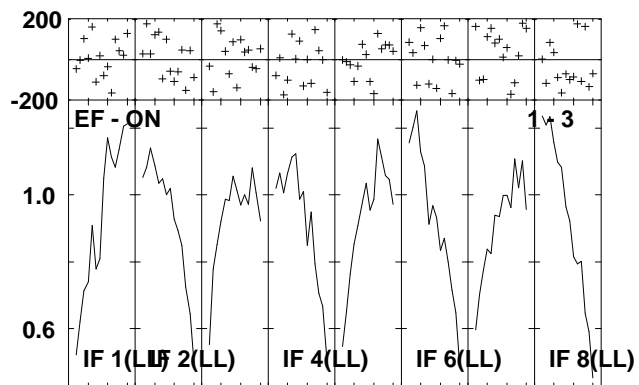 200
-200
EF - ON 1 - 3
1.0
0.6
IF 1(LL) IF 2(LL) IF 4(LL) IF 6(LL) IF 8(LL)